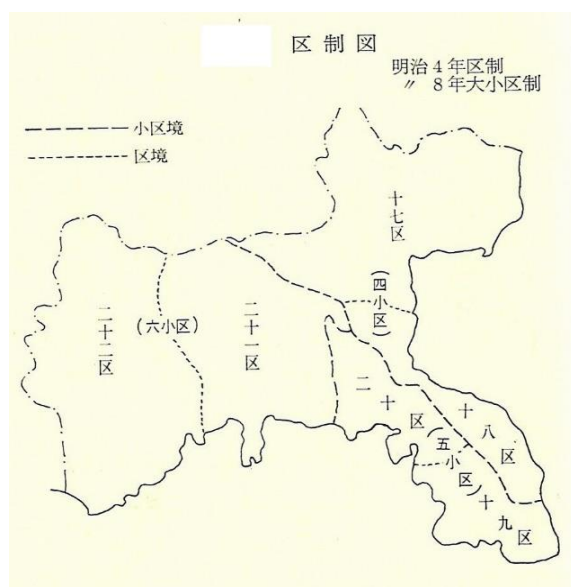 区制図
明治4年区制
〃 8年大小区制
小区境
区境
十七区
(四小区)
二十二区
(六小区)
二十一区
二十区
(五小区)
十八区
十九区